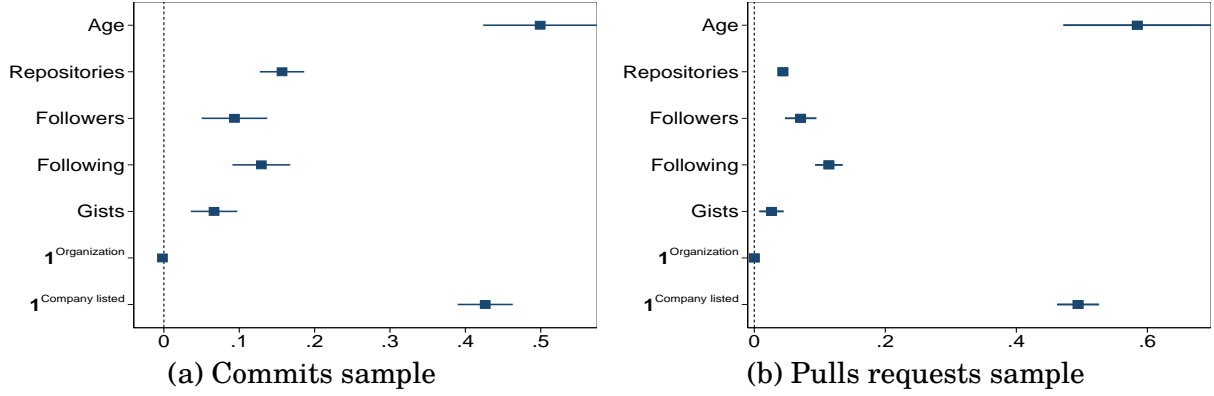 Age
Repositories
Followers
Following
Gists
1Organization
1Company listed
0 .1 .2 .3 .4 .5
(a) Commits sample
Age
Repositories
Followers
Following
Gists
1Organization
1Company listed
0 .2 .4 .6
(b) Pulls requests sample